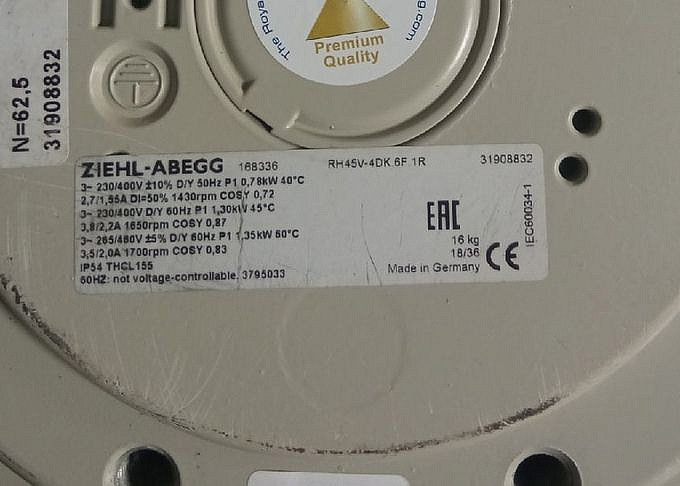 The Roya
g.com
Premium
Quality
N=62,5
31908832
ZIEHL-ABEGG 168336 RH45V-4DK.6F.1R 31908832
3~ 230/400V ±10% D/Y 50Hz P1 0,78kW 40°C
2,7/1,55A DI=50% 1430rpm COSY 0,72
3~ 230/400V D/Y 60Hz P1 1,30kW 45°C
3,8/2,2A 1650rpm COSY 0,87
3~ 265/460V ±5% D/Y 60Hz P1 1,35kW 60°C
3,5/2,0A 1700rpm COSY 0,83
IP54 THCL155
60HZ: not voltage-controllable. 3795033
EAC
16 kg
18/36
Made in Germany
CE
IEC60034-1